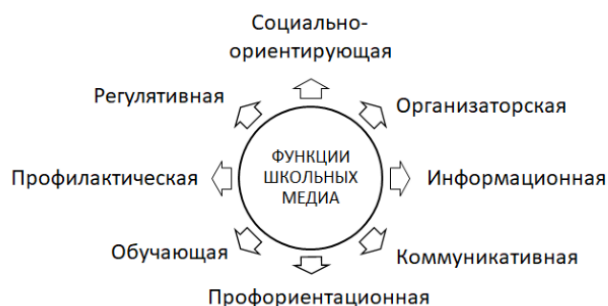 Социально-
ориентирующая
Регулятивная
Организаторская
ФУНКЦИИ
ШКОЛЬНЫХ
МЕДИА
Профилактическая
Информационная
Обучающая
Коммуникативная
Профориентационная